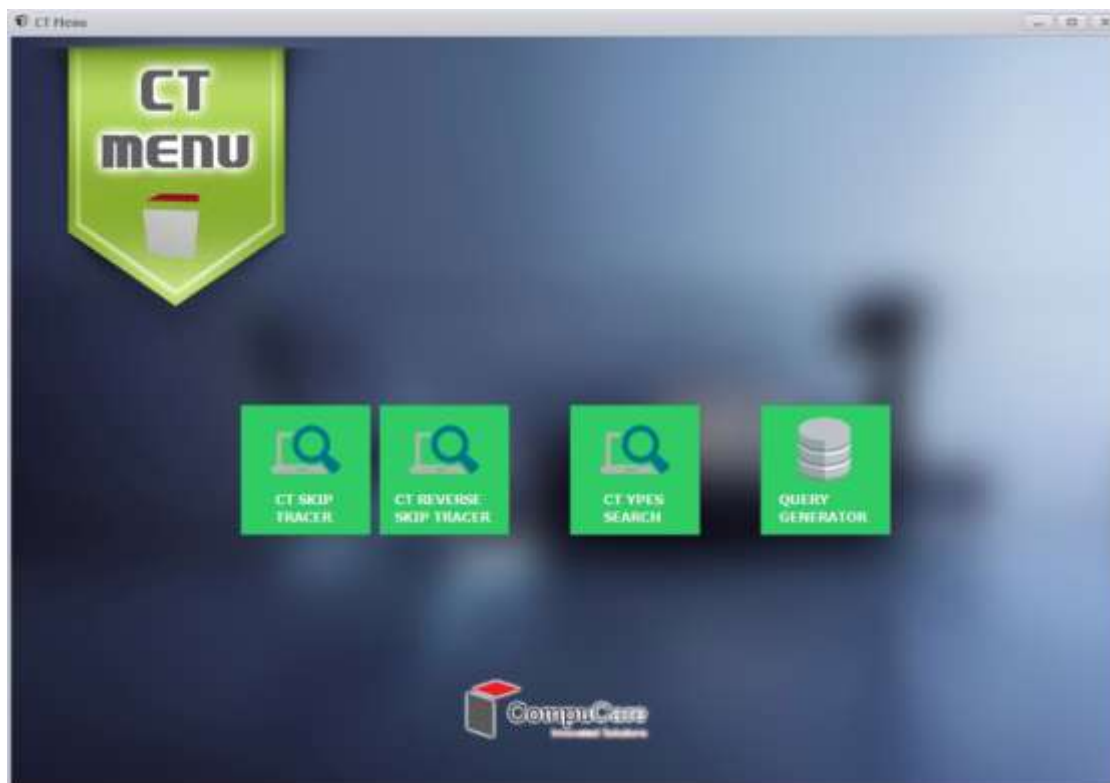 CT Menu
CT
MENU
CT SKIP
TRACER
CT REVERSE
SKIP TRACER
CT YPES
SEARCH
QUERY
GENERATOR
CompuCare